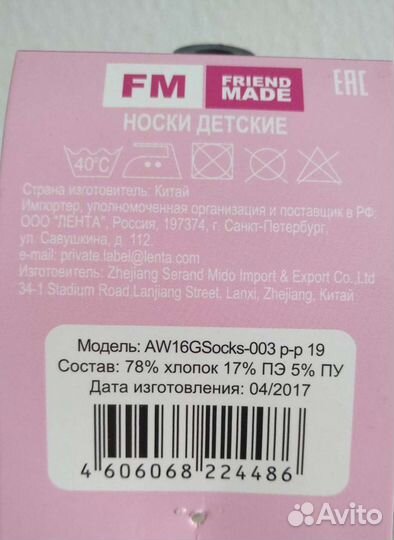 FM FRIEND MADE EAC
НОСКИ ДЕТСКИЕ
40°C
Страна изготовитель: Китай
Импортер, уполномоченная организация и поставщик в РФ:
ООО "ЛЕНТА", Россия, 197374, г. Санкт-Петербург,
ул. Савушкина, д. 112.
e-mail: private.label@lenta.com
Изготовитель: Zhejiang Serand Mido Import & Export Co.,Ltd
34-1 Stadium Road,Lanjiang Street, Lanxi, Zhejiang, Китай
Модель: AW16GSocks-003 р-р 19
Состав: 78% хлопок 17% ПЭ 5% ПУ
Дата изготовления: 04/2017
4 606068 224486
Avito